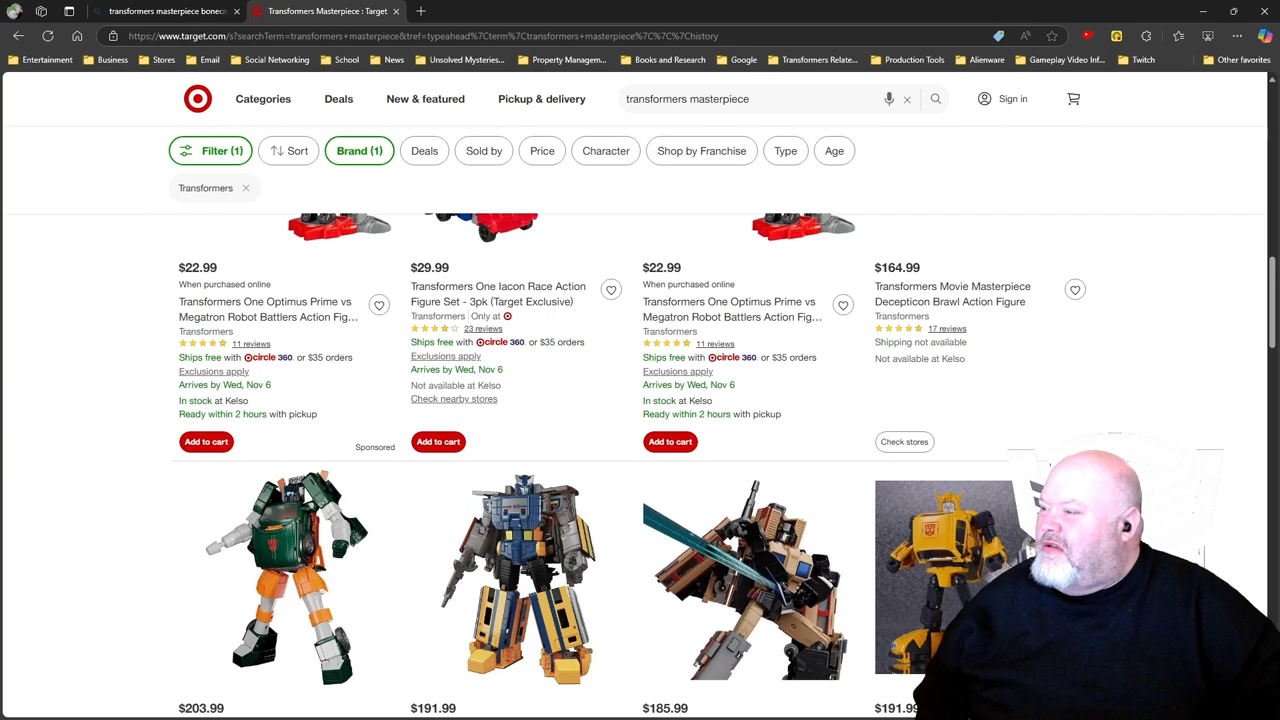 transformers masterpiece bonecr
Transformers Masterpiece : Target
https://www.target.com/s?searchTerm=transformers+masterpiece&tref=typeahead%7Cterm%7Ctransformers+masterpiece%7C%7C%7Chistory
Entertainment Business Stores Email Social Networking School News Unsolved Mysteries... Property Managem... Books and Research Google Transformers Relate... Production Tools Alienware Gameplay Video Inf... Twitch Other favorites
Categories Deals New & featured Pickup & delivery transformers masterpiece Sign in
Filter (1) Sort Brand (1) Deals Sold by Price Character Shop by Franchise Type Age
Transformers
$22.99
When purchased online
Transformers One Optimus Prime vs
Megatron Robot Battlers Action Fig…
Transformers
11 reviews
Ships free with circle 360 or $35 orders
Exclusions apply
Arrives by Wed, Nov 6
In stock at Kelso
Ready within 2 hours with pickup
Add to cart
Sponsored
$29.99
Transformers One Iacon Race Action
Figure Set - 3pk (Target Exclusive)
Transformers Only at
23 reviews
Ships free with circle 360 or $35 orders
Exclusions apply
Arrives by Wed, Nov 6
Not available at Kelso
Check nearby stores
Add to cart
$22.99
When purchased online
Transformers One Optimus Prime vs
Megatron Robot Battlers Action Fig…
Transformers
11 reviews
Ships free with circle 360 or $35 orders
Exclusions apply
Arrives by Wed, Nov 6
In stock at Kelso
Ready within 2 hours with pickup
Add to cart
$164.99
Transformers Movie Masterpiece
Decepticon Brawl Action Figure
Transformers
17 reviews
Shipping not available
Not available at Kelso
Check stores
$203.99 $191.99 $185.99 $191.99